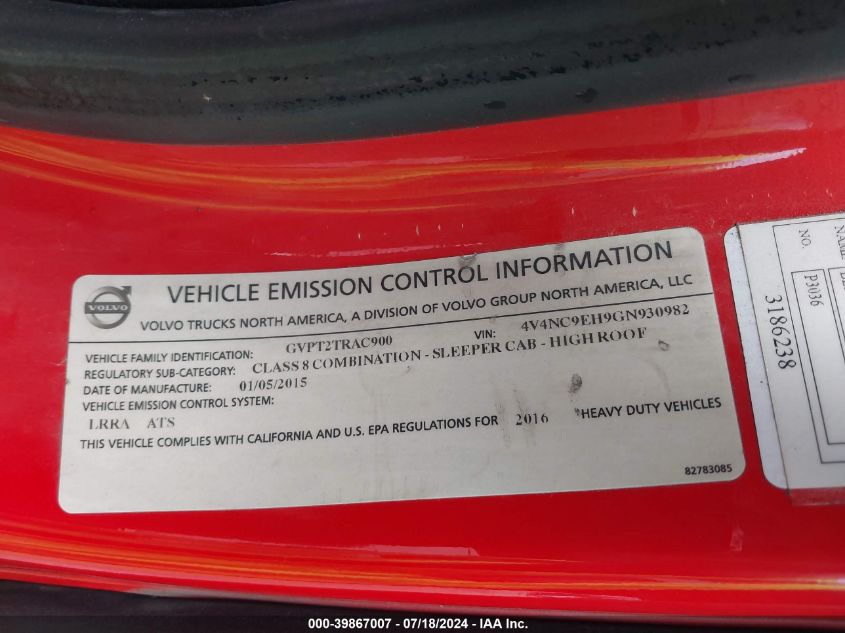 VOLVO
VEHICLE EMISSION CONTROL INFORMATION
VOLVO TRUCKS NORTH AMERICA, A DIVISION OF VOLVO GROUP NORTH AMERICA, LLC
VEHICLE FAMILY IDENTIFICATION: GVPT2TRAC900 VIN: 4V4NC9EH9GN930982
REGULATORY SUB-CATEGORY: CLASS 8 COMBINATION - SLEEPER CAB - HIGH ROOF
DATE OF MANUFACTURE: 01/05/2015
VEHICLE EMISSION CONTROL SYSTEM:
LRRA ATS
THIS VEHICLE COMPLIES WITH CALIFORNIA AND U.S. EPA REGULATIONS FOR 2016 HEAVY DUTY VEHICLES
82783085
NO. P3036
3186238
000-39867007 - 07/18/2024 - IAA Inc.